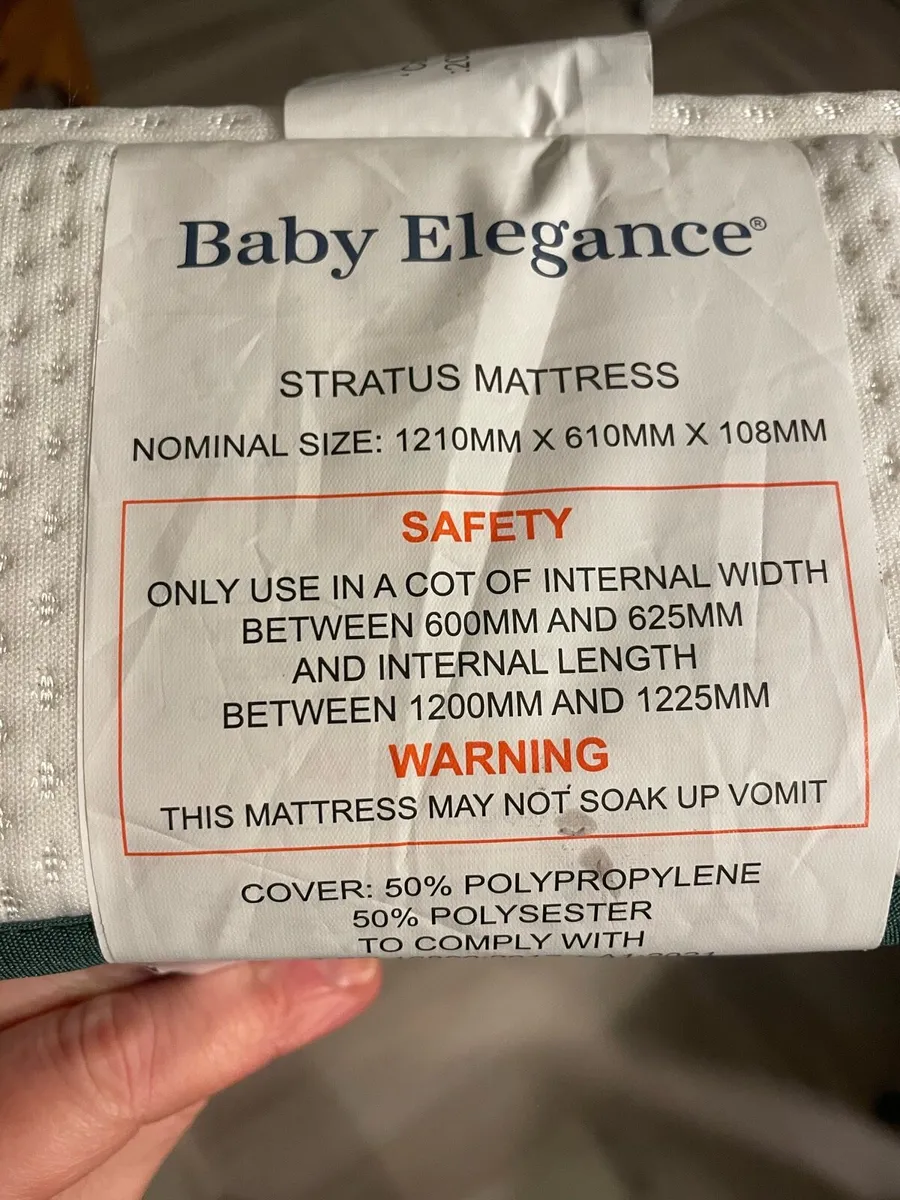 Baby Elegance®
STRATUS MATTRESS
NOMINAL SIZE: 1210MM X 610MM X 108MM
SAFETY
ONLY USE IN A COT OF INTERNAL WIDTH
BETWEEN 600MM AND 625MM
AND INTERNAL LENGTH
BETWEEN 1200MM AND 1225MM
WARNING
THIS MATTRESS MAY NOT SOAK UP VOMIT
COVER: 50% POLYPROPYLENE
50% POLYSESTER
TO COMPLY WITH